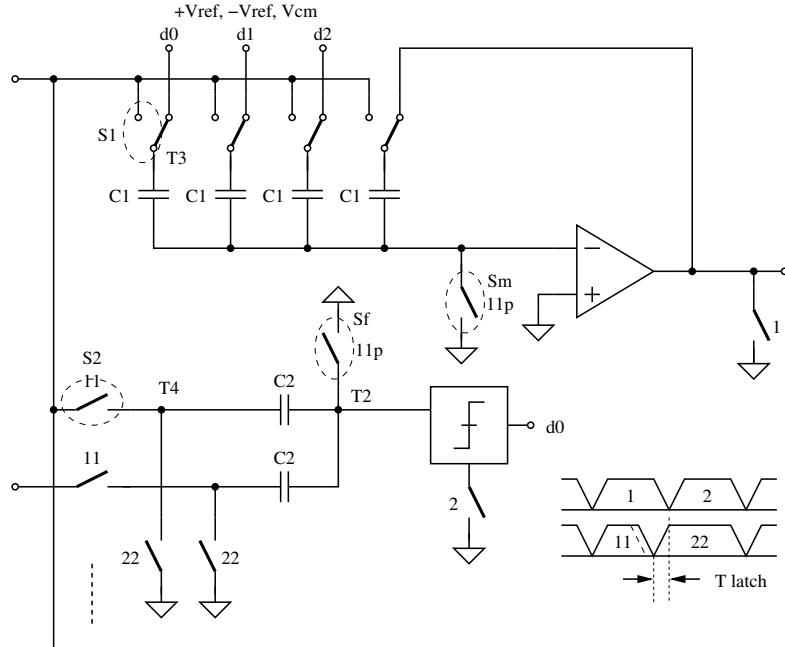 +Vref, −Vref, Vcm
d0 d1 d2
S1
T3
C1 C1 C1 C1
Sm
11p
Sf
11p
1
S2
11
T4
C2
T2
d0
11
C2
2
1 2
22 22
11 22
T latch